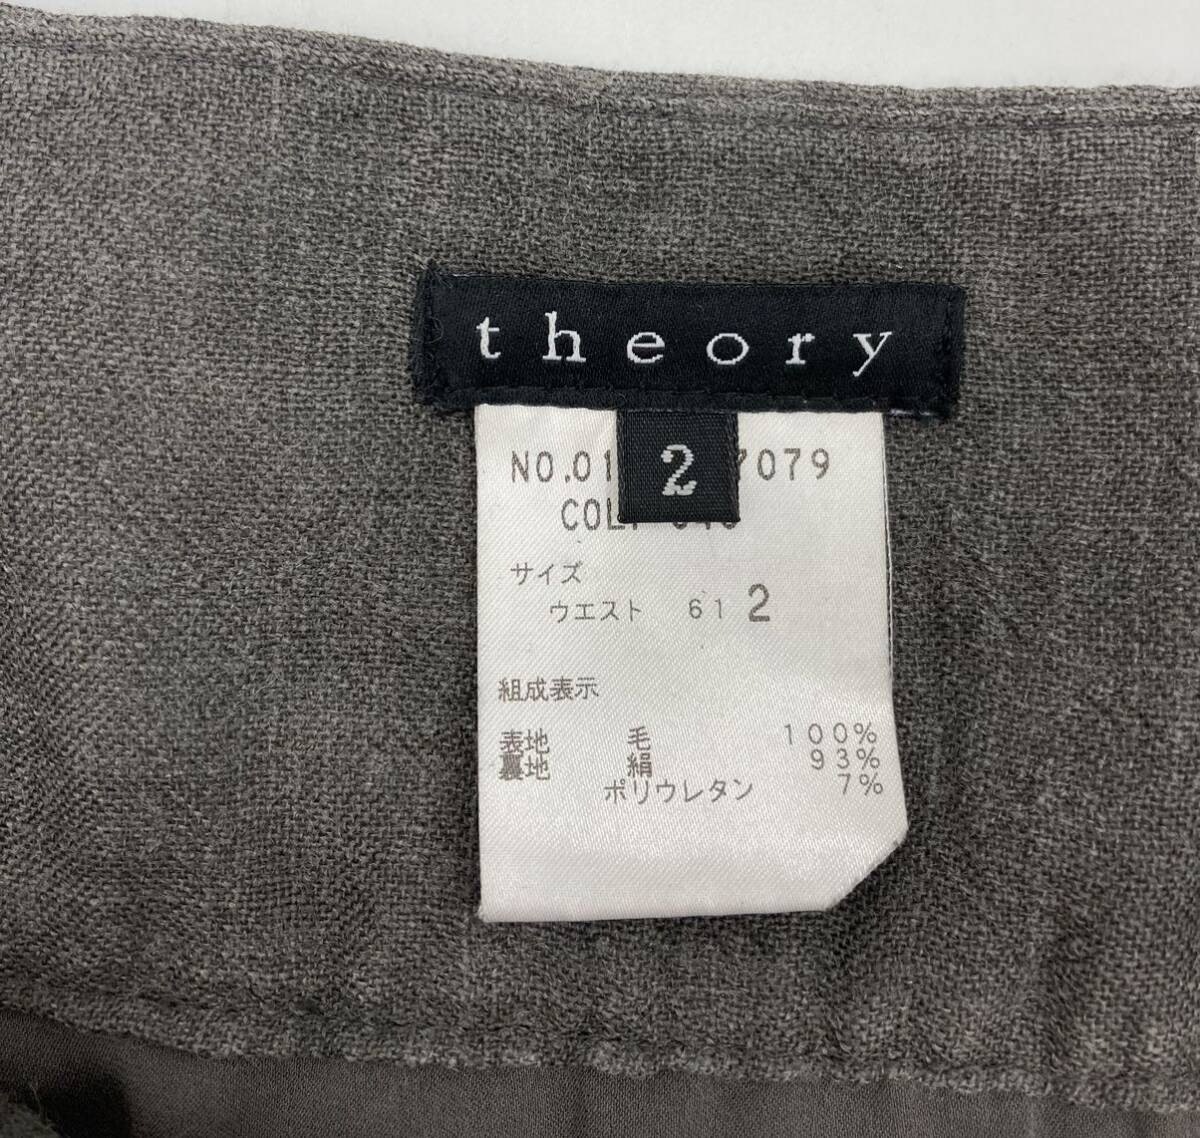 theory
2
NO.01 7079
COL.
サイズ
ウエスト 61 2
組成表示
表地 毛 100%
裏地 絹 93%
ポリウレタン 7%